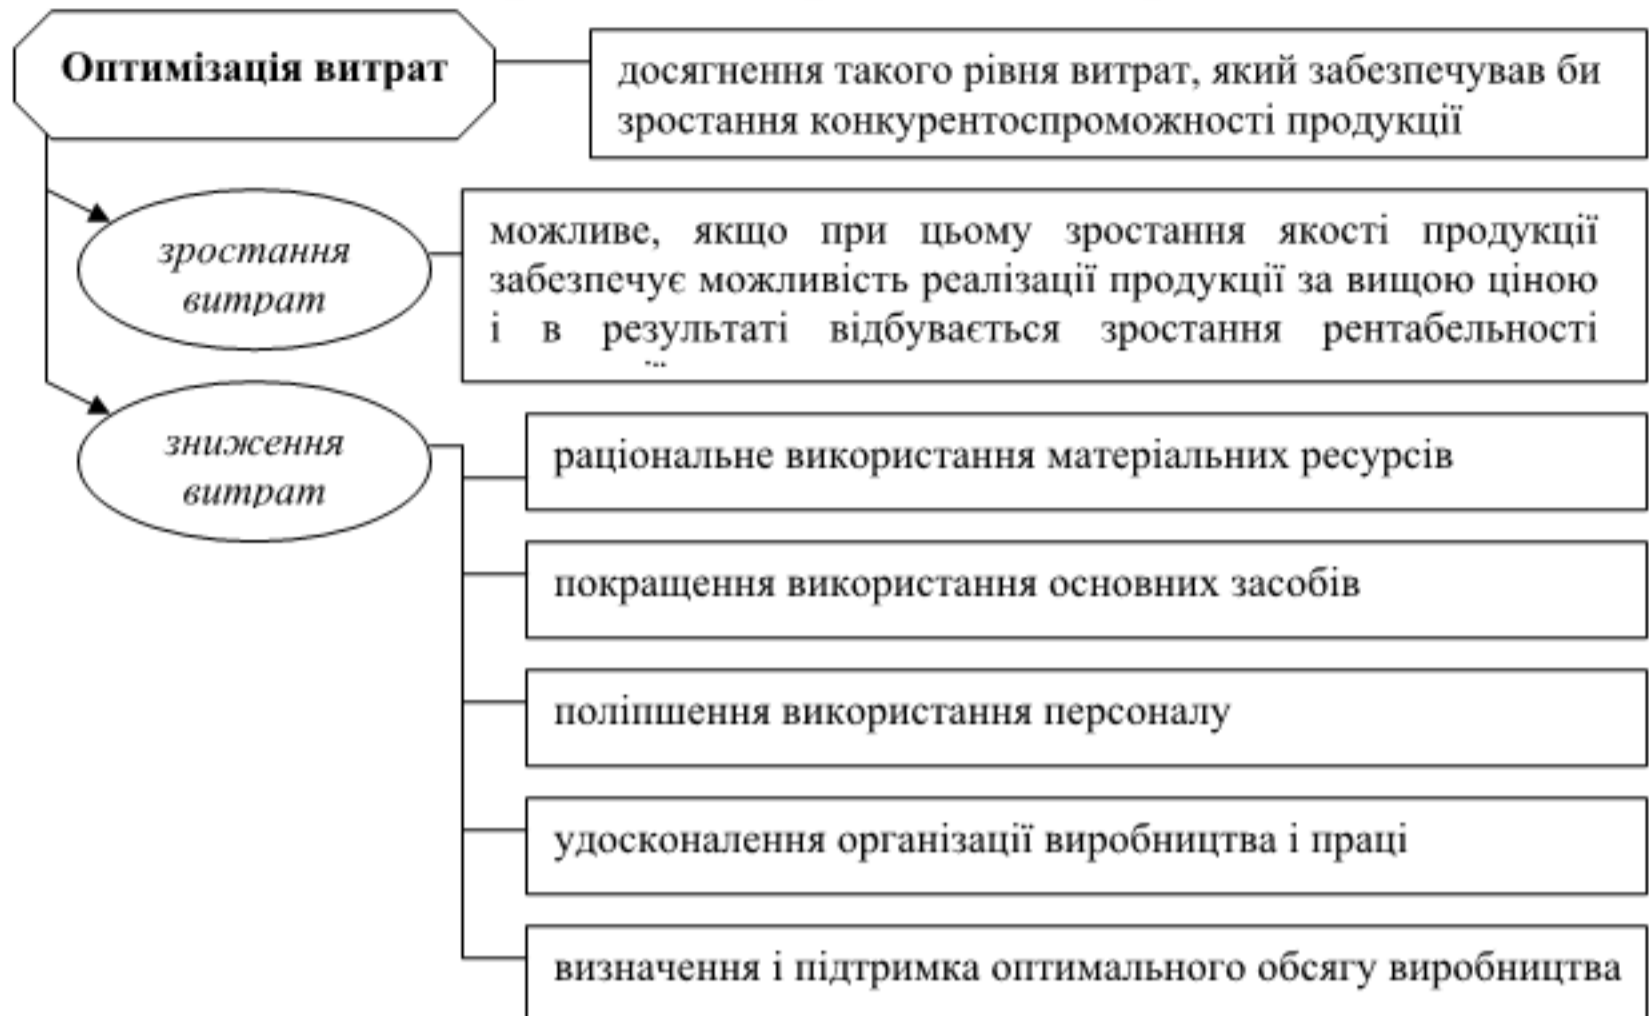 Оптимізація витрат
досягнення такого рівня витрат, який забезпечував би
зростання конкурентоспроможності продукції
зростання
витрат
можливе, якщо при цьому зростання якості продукції
забезпечує можливість реалізації продукції за вищою ціною
і в результаті відбувається зростання рентабельності
зниження
витрат
раціональне використання матеріальних ресурсів
покращення використання основних засобів
поліпшення використання персоналу
удосконалення організації виробництва і праці
визначення і підтримка оптимального обсягу виробництва